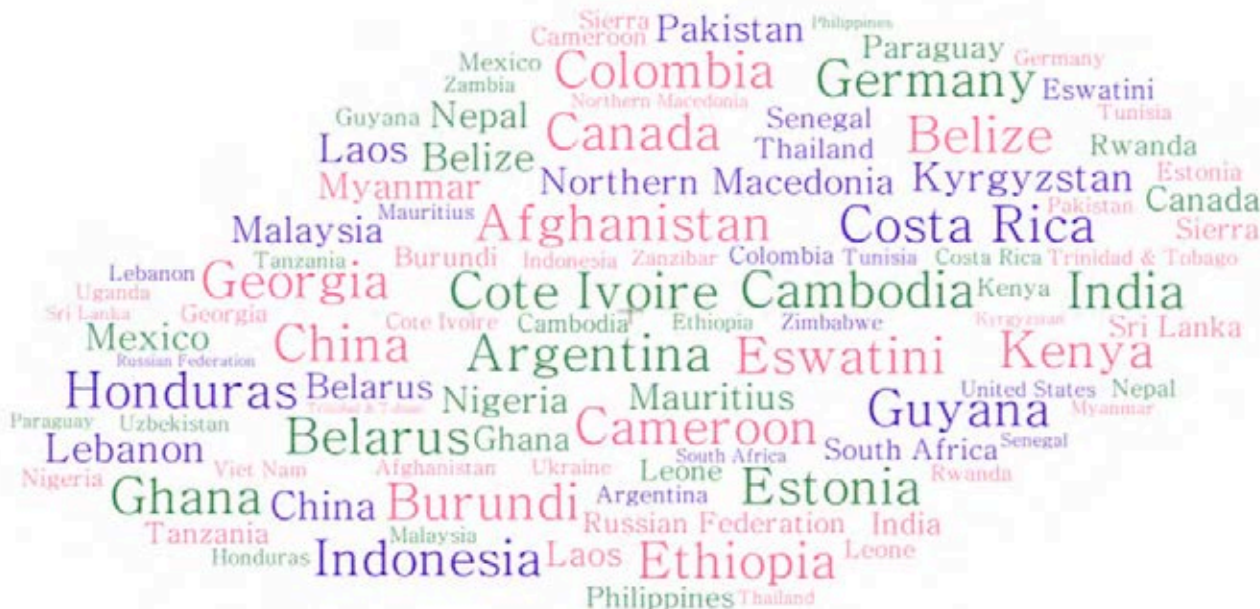 Sierra Pakistan Philippines
Cameroon Paraguay Germany
Mexico Colombia Germany Eswatini
Zambia Northern Macedonia Tunisia
Guyana Nepal Canada Senegal Belize Rwanda
Laos Belize Thailand
Myanmar Northern Macedonia Kyrgyzstan Estonia Canada
Malaysia Mauritius Afghanistan Costa Rica Pakistan Sierra
Tanzania Burundi Indonesia Zanzibar Colombia Tunisia Costa Rica Trinidad & Tobago
Lebanon Georgia Cote Ivoire Cambodia Kenya India
Uganda
Sri Lanka Georgia Cote Ivoire Cambodia Ethiopia Zimbabwe Kyrgyzstan Sri Lanka
Mexico China Argentina Eswatini Kenya
Russian Federation
Honduras Belarus Nigeria Mauritius Guyana United States Nepal
Trinidad & Tobago Myanmar
Paraguay Uzbekistan Belarus Ghana Cameroon South Africa Senegal
Lebanon South Africa
Nigeria Viet Nam Afghanistan Ukraine Leone Estonia Rwanda
Ghana China Burundi Argentina
Tanzania Malaysia Russian Federation India
Honduras Indonesia Laos Ethiopia Leone
Philippines Thailand